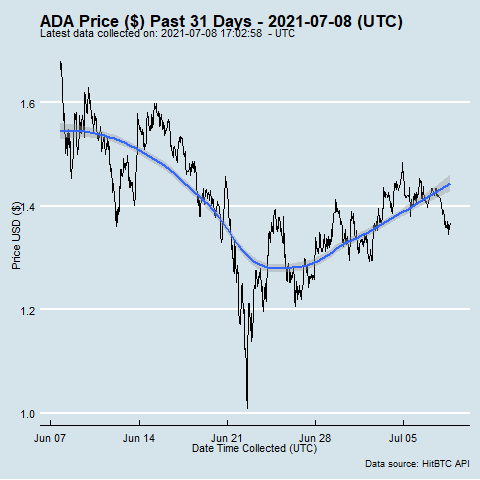 ADA Price ($) Past 31 Days - 2021-07-08 (UTC)
Latest data collected on: 2021-07-08 17:02:58 - UTC
1.6
1.4
1.2
1.0
Price USD ($)
Jun 07 Jun 14 Jun 21 Jun 28 Jul 05
Date Time Collected (UTC)
Data source: HitBTC API